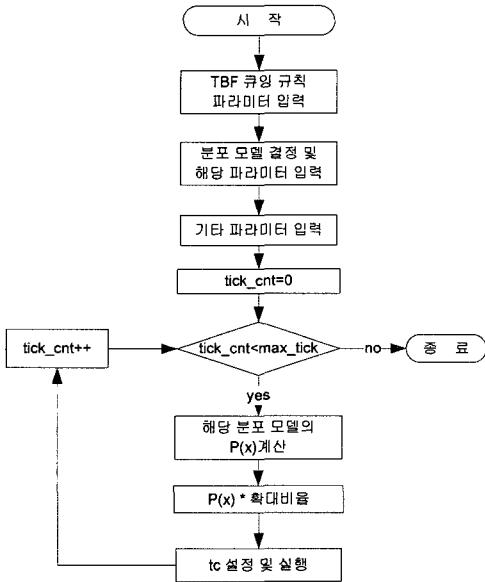 시 작
TBF 큐잉 규칙
파라미터 입력
분포 모델 결정 및
해당 파라미터 입력
기타 파라미터 입력
tick_cnt=0
tick_cnt++
tick_cnt<max_tick
no
종 료
yes
해당 분포 모델의
P(x)계산
P(x) * 확대비율
tc 설정 및 실행